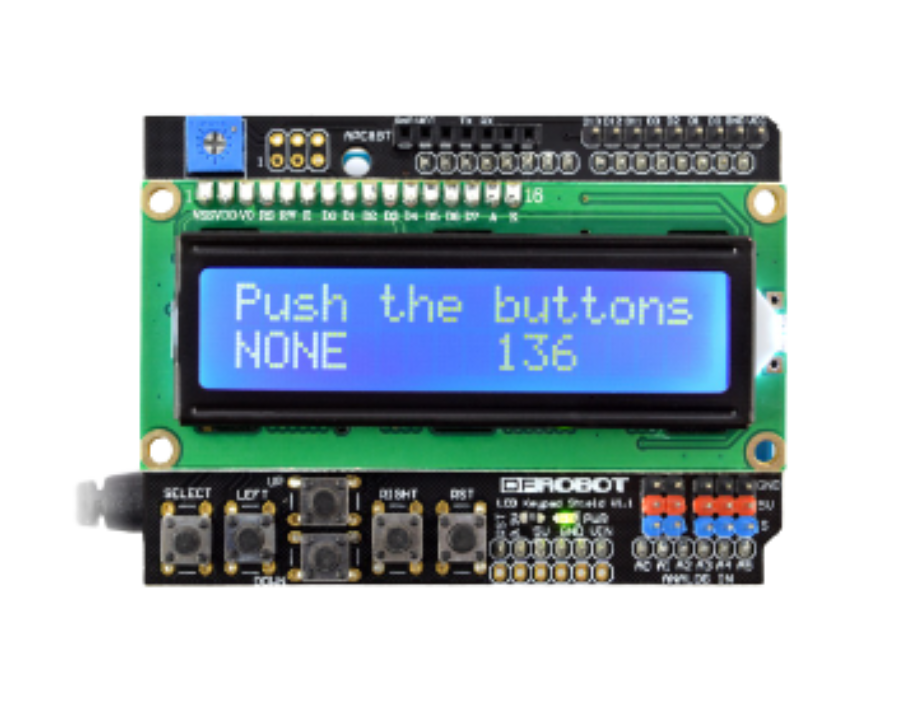 APC220
1 16
VSS VDD VO RS RW E D0 D1 D2 D3 D4 D5 D6 D7 A K
Push the buttons
NONE 136
SELECT LEFT UP RIGHT RST
DOWN
DFROBOT
LCD Keypad Shield V1.1
PWR
5V GND VIN
GND
5V
S
A0 A1 A2 A3 A4 A5
ANALOG IN